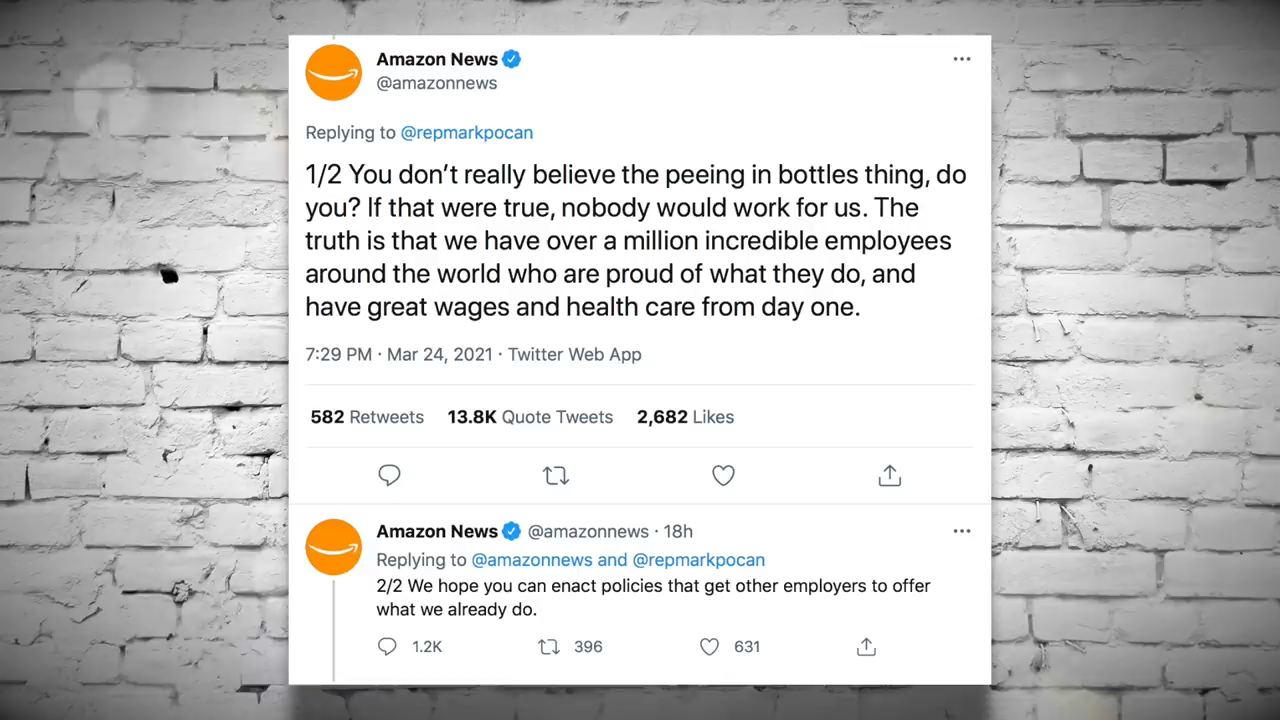 Amazon News
@amazonnews
Replying to @repmarkpocan
1/2 You don’t really believe the peeing in bottles thing, do
you? If that were true, nobody would work for us. The
truth is that we have over a million incredible employees
around the world who are proud of what they do, and
have great wages and health care from day one.
7:29 PM · Mar 24, 2021 · Twitter Web App
582 Retweets 13.8K Quote Tweets 2,682 Likes
Amazon News @amazonnews · 18h
Replying to @amazonnews and @repmarkpocan
2/2 We hope you can enact policies that get other employers to offer
what we already do.
1.2K 396 631